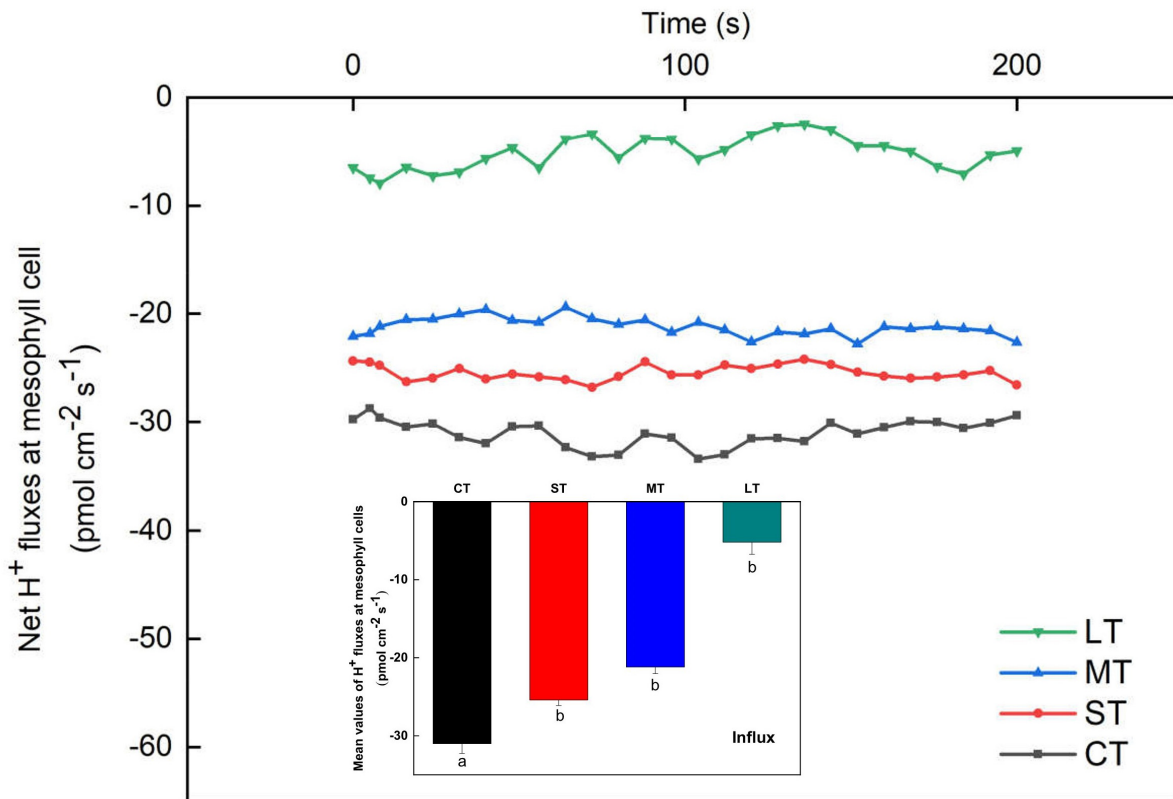 Time (s)
0 100 200
0
-10
-20
-30
-40
-50
-60
Net H⁺ fluxes at mesophyll cell
(pmol cm⁻² s⁻¹)
CT ST MT LT
0
-10
-20
-30
Mean values of H⁺ fluxes at mesophyll cells
(pmol cm⁻² s⁻¹)
a
b
b
b
Influx
LT
MT
ST
CT